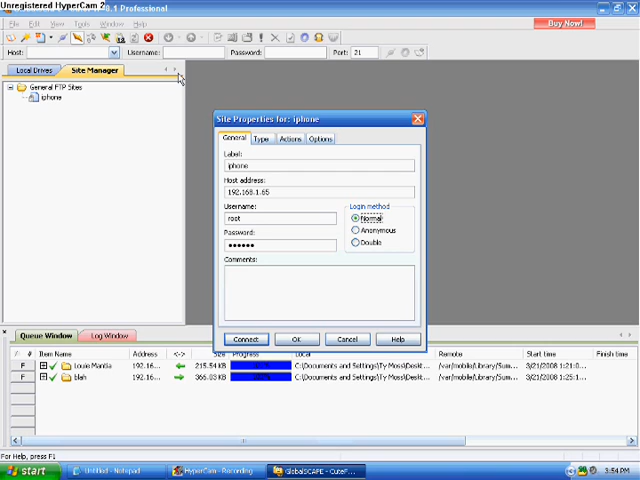 Unregistered HyperCam 2
0.1 Professional
File Edit View Tools Window Help
Buy Now!
Host: Username: Password: Port: 21
Local Drives Site Manager
General FTP Sites
iphone
Site Properties for: iphone
General Type Actions Options
Label:
iphone
Host address:
192.168.1.65
Username:
root
Login method
Normal
Anonymous
Double
Password:
●●●●●●
Comments:
Connect OK Cancel Help
Queue Window Log Window
Item Name Address <-> Size Progress Local Remote Start time Finish time
F Louie Mantia 192.16... 215.54 KB C:\Documents and Settings\Ty Moss\Deskt... /var/mobile/Library/Sum... 3/21/2008 1:21:0...
F blah 192.16... 366.03 KB C:\Documents and Settings\Ty Moss\Deskt... /var/mobile/Library/Sum... 3/21/2008 1:25:1...
For Help, press F1
start Untitled - Notepad HyperCam - Recording GlobalSCAPE - CuteF... 3:54 PM